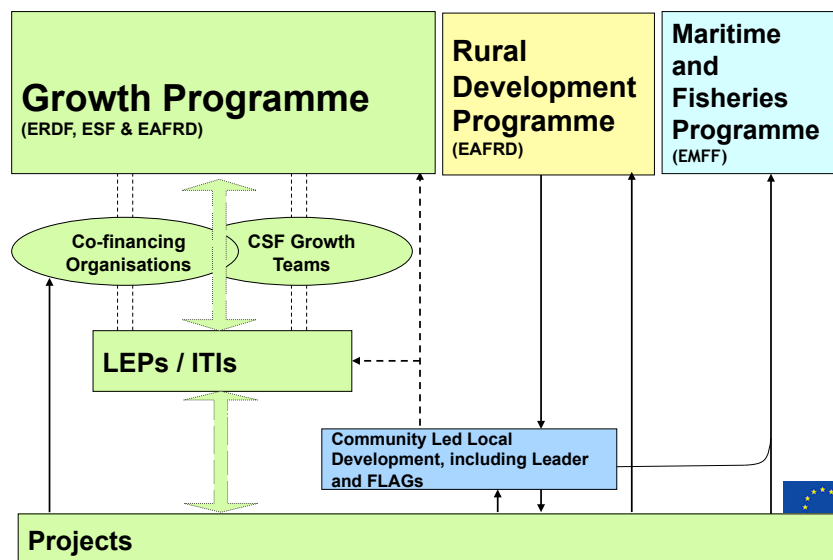 Growth Programme
(ERDF, ESF & EAFRD)
Rural
Development
Programme
(EAFRD)
Maritime
and
Fisheries
Programme
(EMFF)
Co-financing
Organisations
CSF Growth
Teams
LEPs / ITIs
Community Led Local
Development, including Leader
and FLAGs
Projects